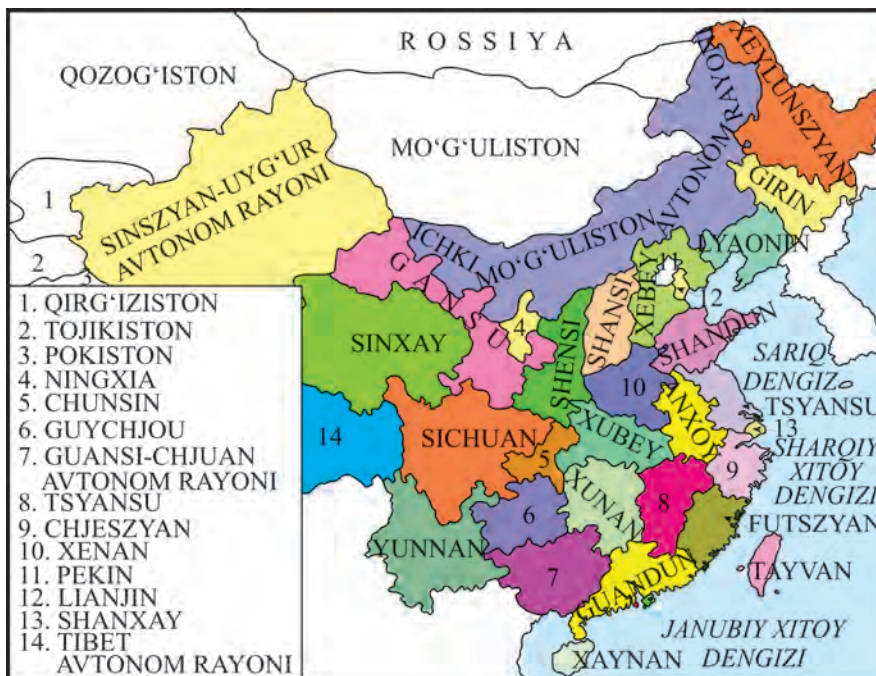 ROSSIYA
QOZOG‘ISTON
MO‘G‘ULISTON
XEYLUNSZYAN
GIRIN
LYAONIN
SINSZYAN-UYG‘UR
AVTONOM RAYONI
1
2
3
ICHKI MO‘G‘ULISTON AVTONOM RAYON
GANSU
4
SINXAY
SHENSI
SHANSI
XEBEY
12
SHANDUN
10
SARIQ
DENGIZ
TSYANSU
ANXOY
13
SHARQIY
XITOY
DENGIZI
14
SICHUAN
5
XUBEY
9
XUNAN
8
6
YUNNAN
7
GUANDUN
FUTSZYAN
TAYVAN
JANUBIY XITOY
DENGIZI
XAYNAN
1. QIRG‘IZISTON
2. TOJIKISTON
3. POKISTON
4. NINGXIA
5. CHUNSIN
6. GUYCHJOU
7. GUANSI-CHJUAN
AVTONOM RAYONI
8. TSYANSU
9. CHJESZYAN
10. XENAN
11. PEKIN
12. LIANJIN
13. SHANXAY
14. TIBET
AVTONOM RAYONI